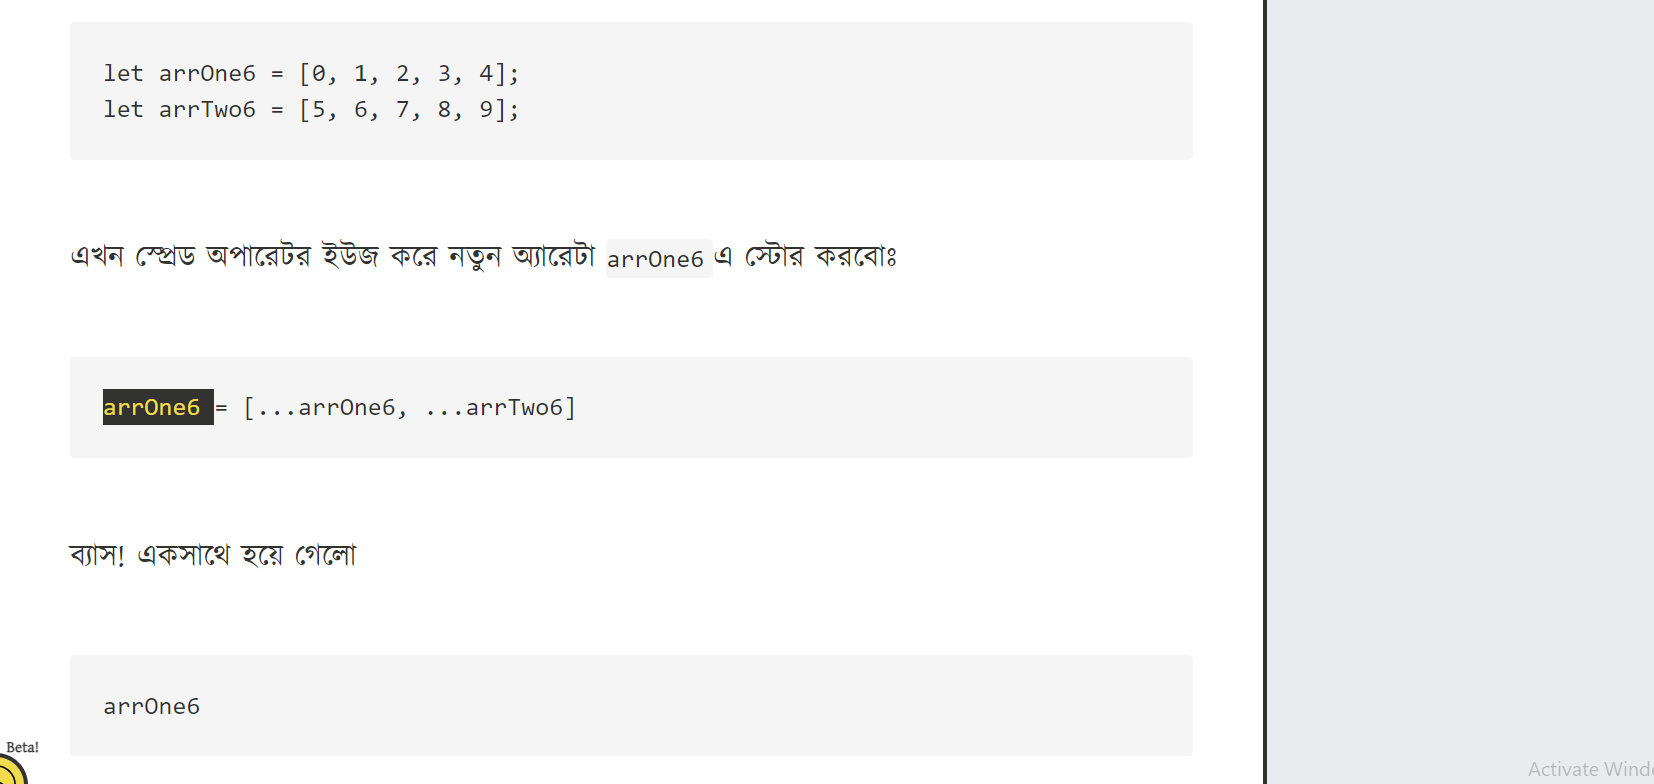 let arrOne6 = [0, 1, 2, 3, 4];
let arrTwo6 = [5, 6, 7, 8, 9];
এখন স্প্রেড অপারেটর ইউজ করে নতুন অ্যারেটা arrOne6 এ স্টোর করবোঃ
arrOne6 = [...arrOne6, ...arrTwo6]
ব্যাস! একসাথে হয়ে গেলো
arrOne6
Beta!
Activate Wind